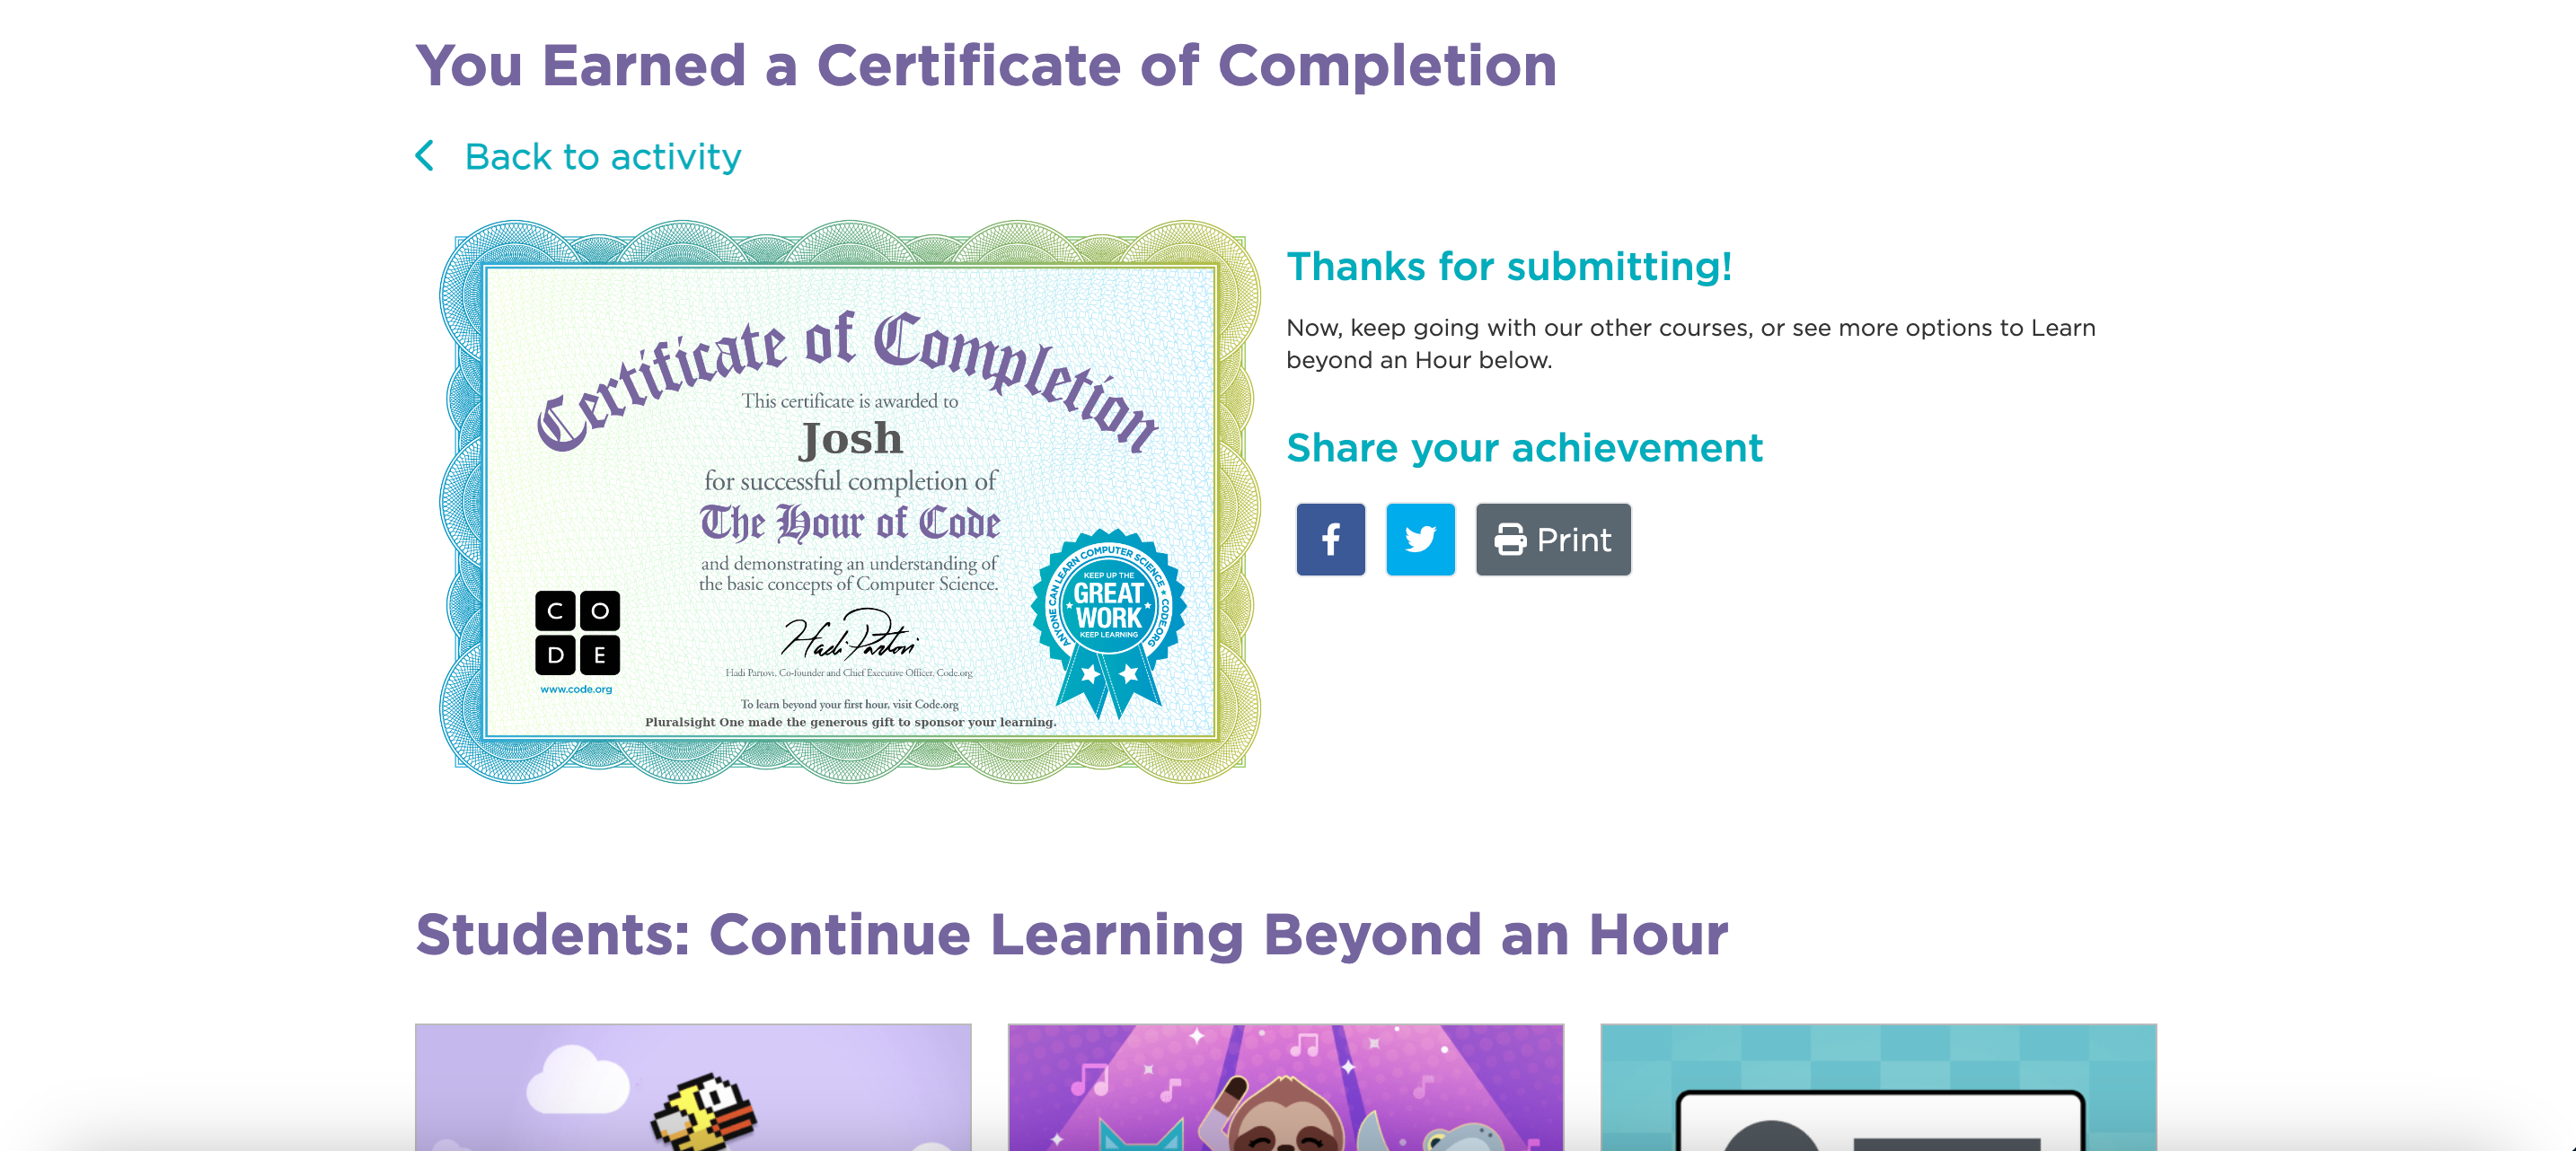 You Earned a Certificate of Completion
Back to activity
Certificate of Completion
This certificate is awarded to
Josh
for successful completion of
The Hour of Code
and demonstrating an understanding of
the basic concepts of Computer Science.
C O
D E
www.code.org
Hadi Partovi
Hadi Partovi, Co-founder and Chief Executive Officer, Code.org
To learn beyond your first hour, visit Code.org
Pluralsight One made the generous gift to sponsor your learning.
ANYONE CAN LEARN COMPUTER SCIENCE ★ CODE.ORG
KEEP UP THE
GREAT
WORK
KEEP LEARNING
Thanks for submitting!
Now, keep going with our other courses, or see more options to Learn
beyond an Hour below.
Share your achievement
f
Print
Students: Continue Learning Beyond an Hour